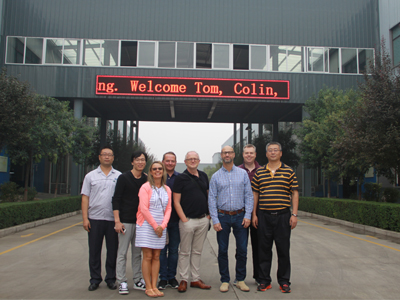 ng. Welcome Tom, Colin,